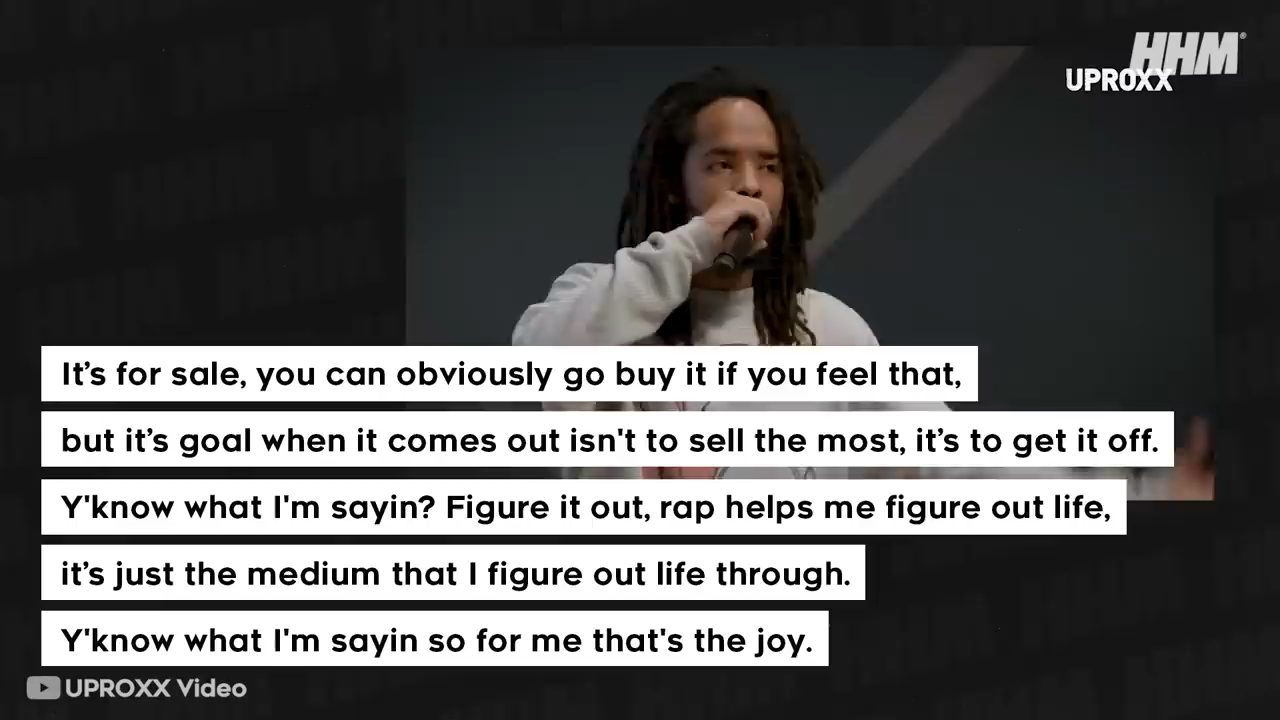 HHM®
UPROXX
It’s for sale, you can obviously go buy it if you feel that,
but it’s goal when it comes out isn't to sell the most, it’s to get it off.
Y'know what I'm sayin? Figure it out, rap helps me figure out life,
it’s just the medium that I figure out life through.
Y'know what I'm sayin so for me that's the joy.
UPROXX Video